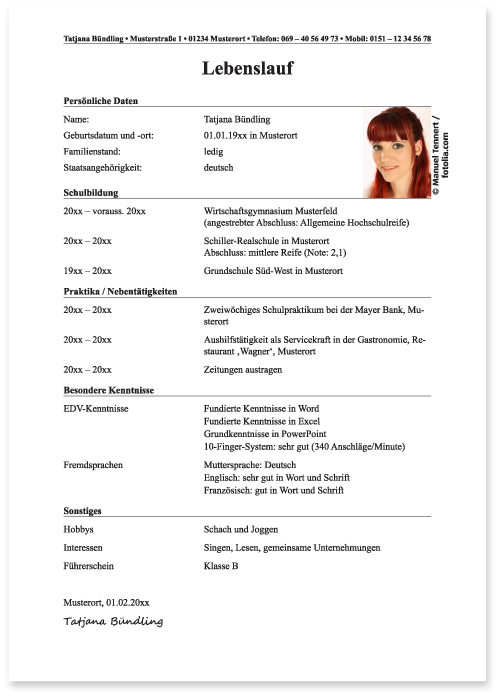 Tatjana Bündling • Musterstraße 1 • 01234 Musterort • Telefon: 069 – 40 56 49 73 • Mobil: 0151 – 12 34 56 78
Lebenslauf
Persönliche Daten
Name: Tatjana Bündling
Geburtsdatum und -ort: 01.01.19xx in Musterort
Familienstand: ledig
Staatsangehörigkeit: deutsch
© Manuel Tennert /
fotolia.com
Schulbildung
20xx – vorauss. 20xx Wirtschaftsgymnasium Musterfeld
(angestrebter Abschluss: Allgemeine Hochschulreife)
20xx – 20xx Schiller-Realschule in Musterort
Abschluss: mittlere Reife (Note: 2,1)
19xx – 20xx Grundschule Süd-West in Musterort
Praktika / Nebentätigkeiten
20xx – 20xx Zweiwöchiges Schulpraktikum bei der Mayer Bank, Mu-
sterort
20xx – 20xx Aushilfstätigkeit als Servicekraft in der Gastronomie, Re-
staurant ‚Wagner‘, Musterort
20xx – 20xx Zeitungen austragen
Besondere Kenntnisse
EDV-Kenntnisse Fundierte Kenntnisse in Word
Fundierte Kenntnisse in Excel
Grundkenntnisse in PowerPoint
10-Finger-System: sehr gut (340 Anschläge/Minute)
Fremdsprachen Muttersprache: Deutsch
Englisch: sehr gut in Wort und Schrift
Französisch: gut in Wort und Schrift
Sonstiges
Hobbys Schach und Joggen
Interessen Singen, Lesen, gemeinsame Unternehmungen
Führerschein Klasse B
Musterort, 01.02.20xx
Tatjana Bündling